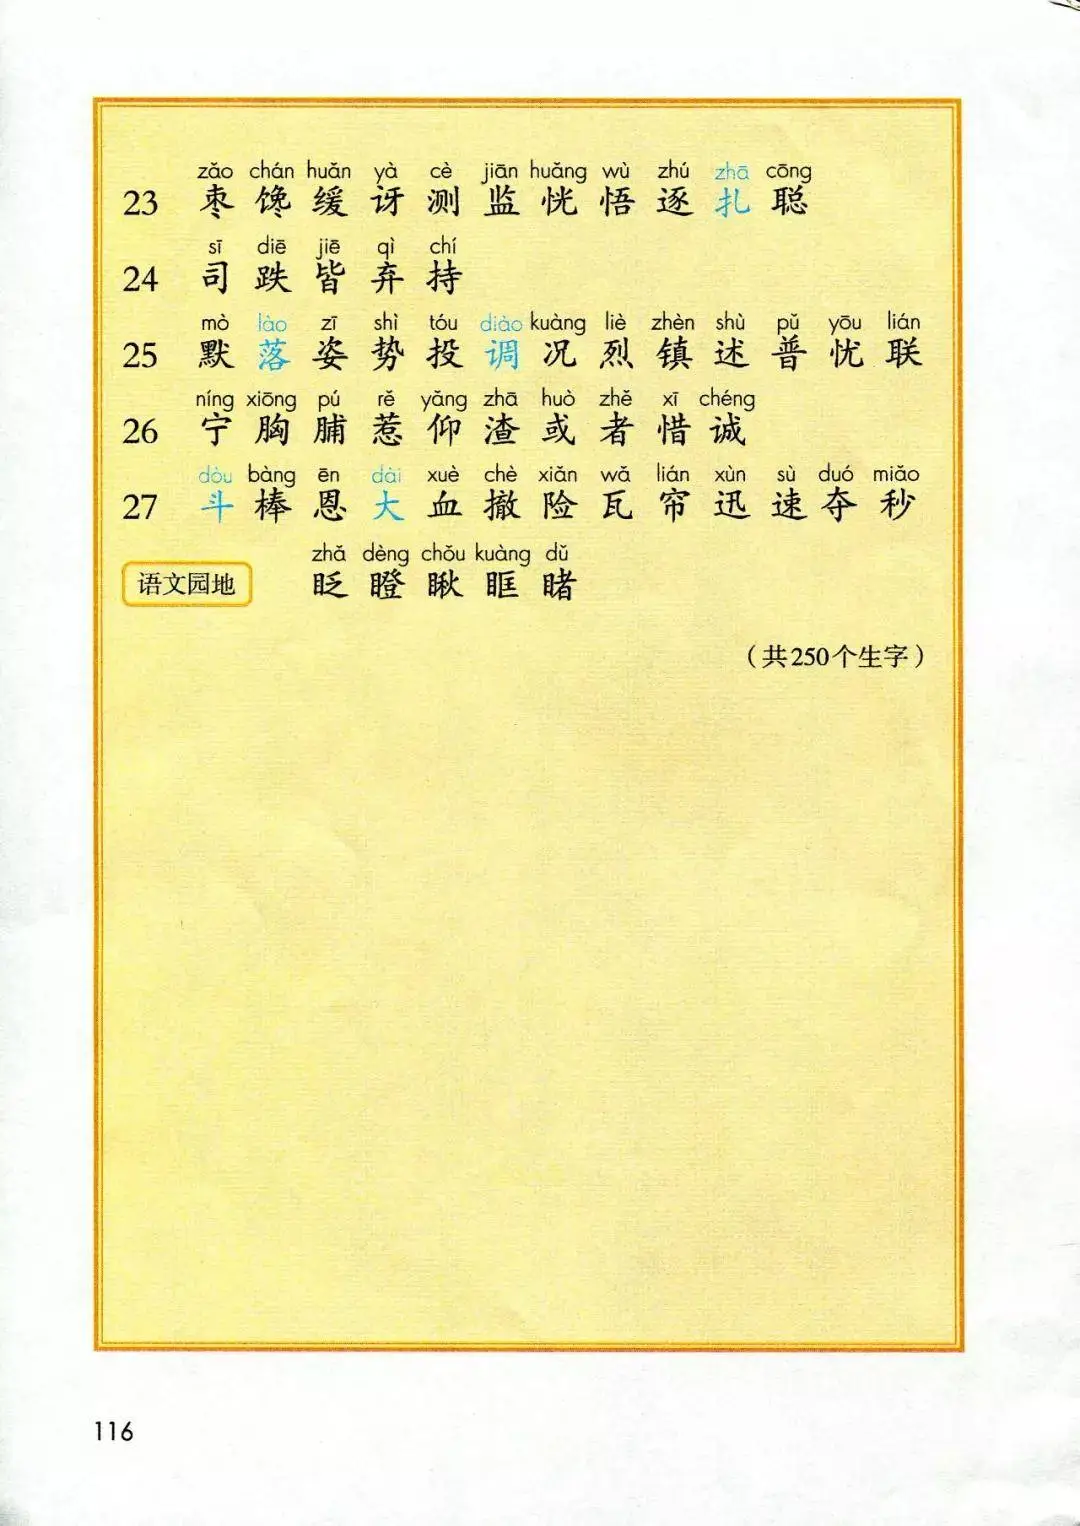 zǎo chán huǎn yà cè jiān huǎng wù zhú zhā cōng
23 枣 馋 缓 讶 测 监 恍 悟 逐 扎 聪
sī diē jiē qì chí
24 司 跌 皆 弃 持
mò lào zī shì tóu diào kuàng liè zhèn shù pǔ yōu lián
25 默 落 姿 势 投 调 况 烈 镇 述 普 忧 联
níng xiōng pú rě yǎng zhā huò zhě xī chéng
26 宁 胸 脯 惹 仰 渣 或 者 惜 诚
dòu bàng ēn dài xuè chè xiǎn wǎ lián xùn sù duó miǎo
27 斗 棒 恩 大 血 撤 险 瓦 帘 迅 速 夺 秒
zhǎ dèng chǒu kuàng dǔ
语文园地 眨 瞪 瞅 眶 睹
（共250个生字）
116